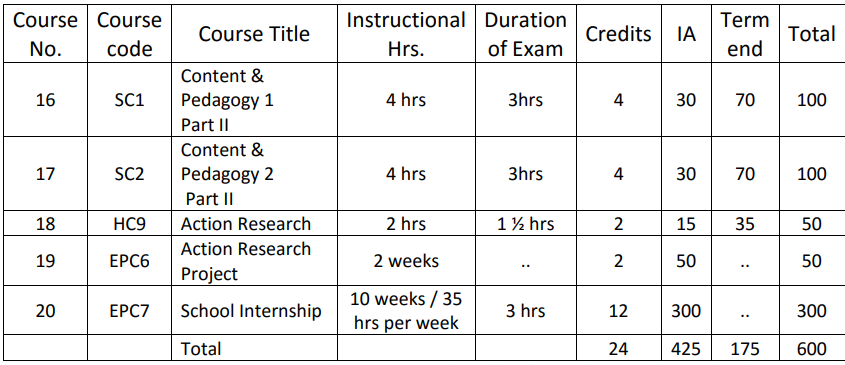 Course No. Course code Course Title Instructional Hrs. Duration of Exam Credits IA Term end Total
16 SC1 Content & Pedagogy 1 Part II 4 hrs 3hrs 4 30 70 100
17 SC2 Content & Pedagogy 2 Part II 4 hrs 3hrs 4 30 70 100
18 HC9 Action Research 2 hrs 1 ½ hrs 2 15 35 50
19 EPC6 Action Research Project 2 weeks .. 2 50 .. 50
20 EPC7 School Internship 10 weeks / 35 hrs per week 3 hrs 12 300 .. 300
Total 24 425 175 600